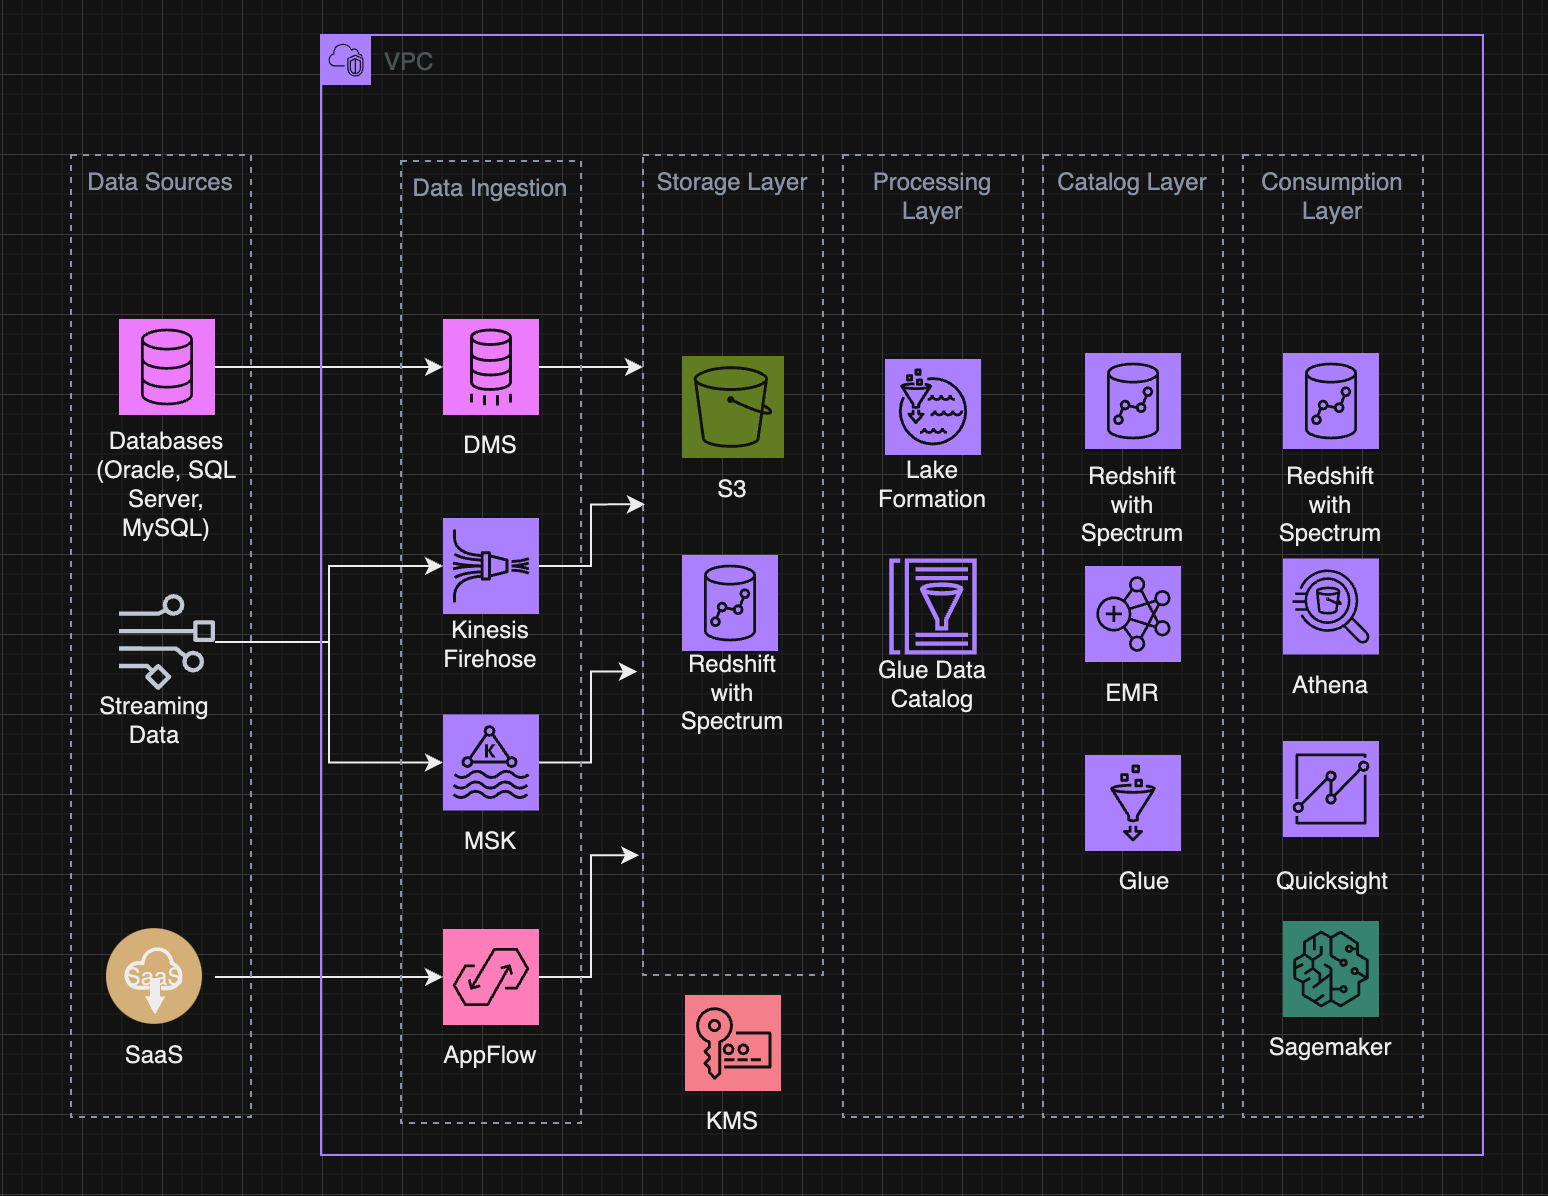 VPC
Data Sources
Data Ingestion
Storage Layer
Processing
Layer
Catalog Layer
Consumption
Layer
Databases
(Oracle, SQL
Server,
MySQL)
Streaming
Data
SaaS
SaaS
DMS
Kinesis
Firehose
K
MSK
AppFlow
S3
Redshift
with
Spectrum
KMS
Lake
Formation
Glue Data
Catalog
Redshift
with
Spectrum
EMR
Glue
Redshift
with
Spectrum
Athena
Quicksight
Sagemaker